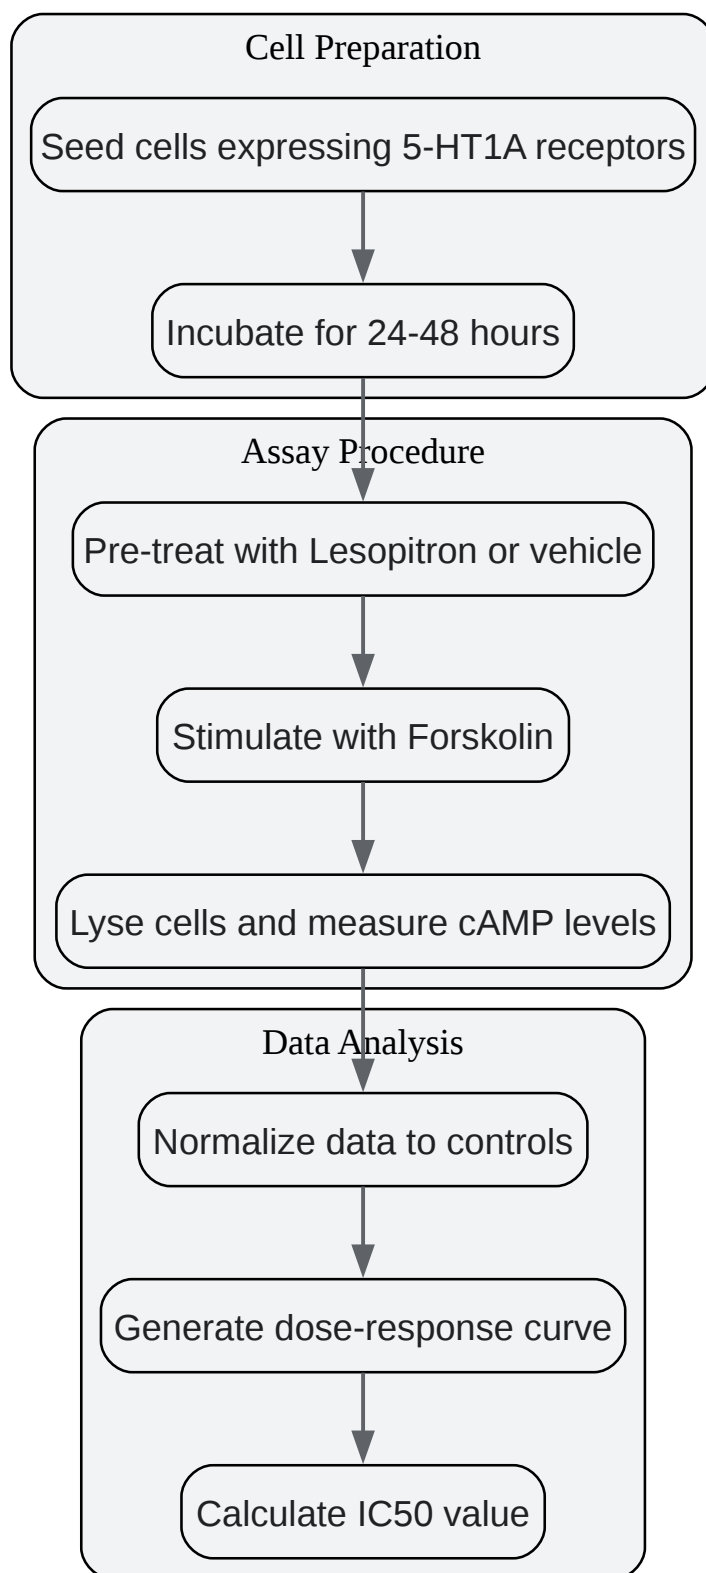 Cell Preparation
Seed cells expressing 5-HT1A receptors
Incubate for 24-48 hours
Assay Procedure
Pre-treat with Lesopitron or vehicle
Stimulate with Forskolin
Lyse cells and measure cAMP levels
Data Analysis
Normalize data to controls
Generate dose-response curve
Calculate IC50 value